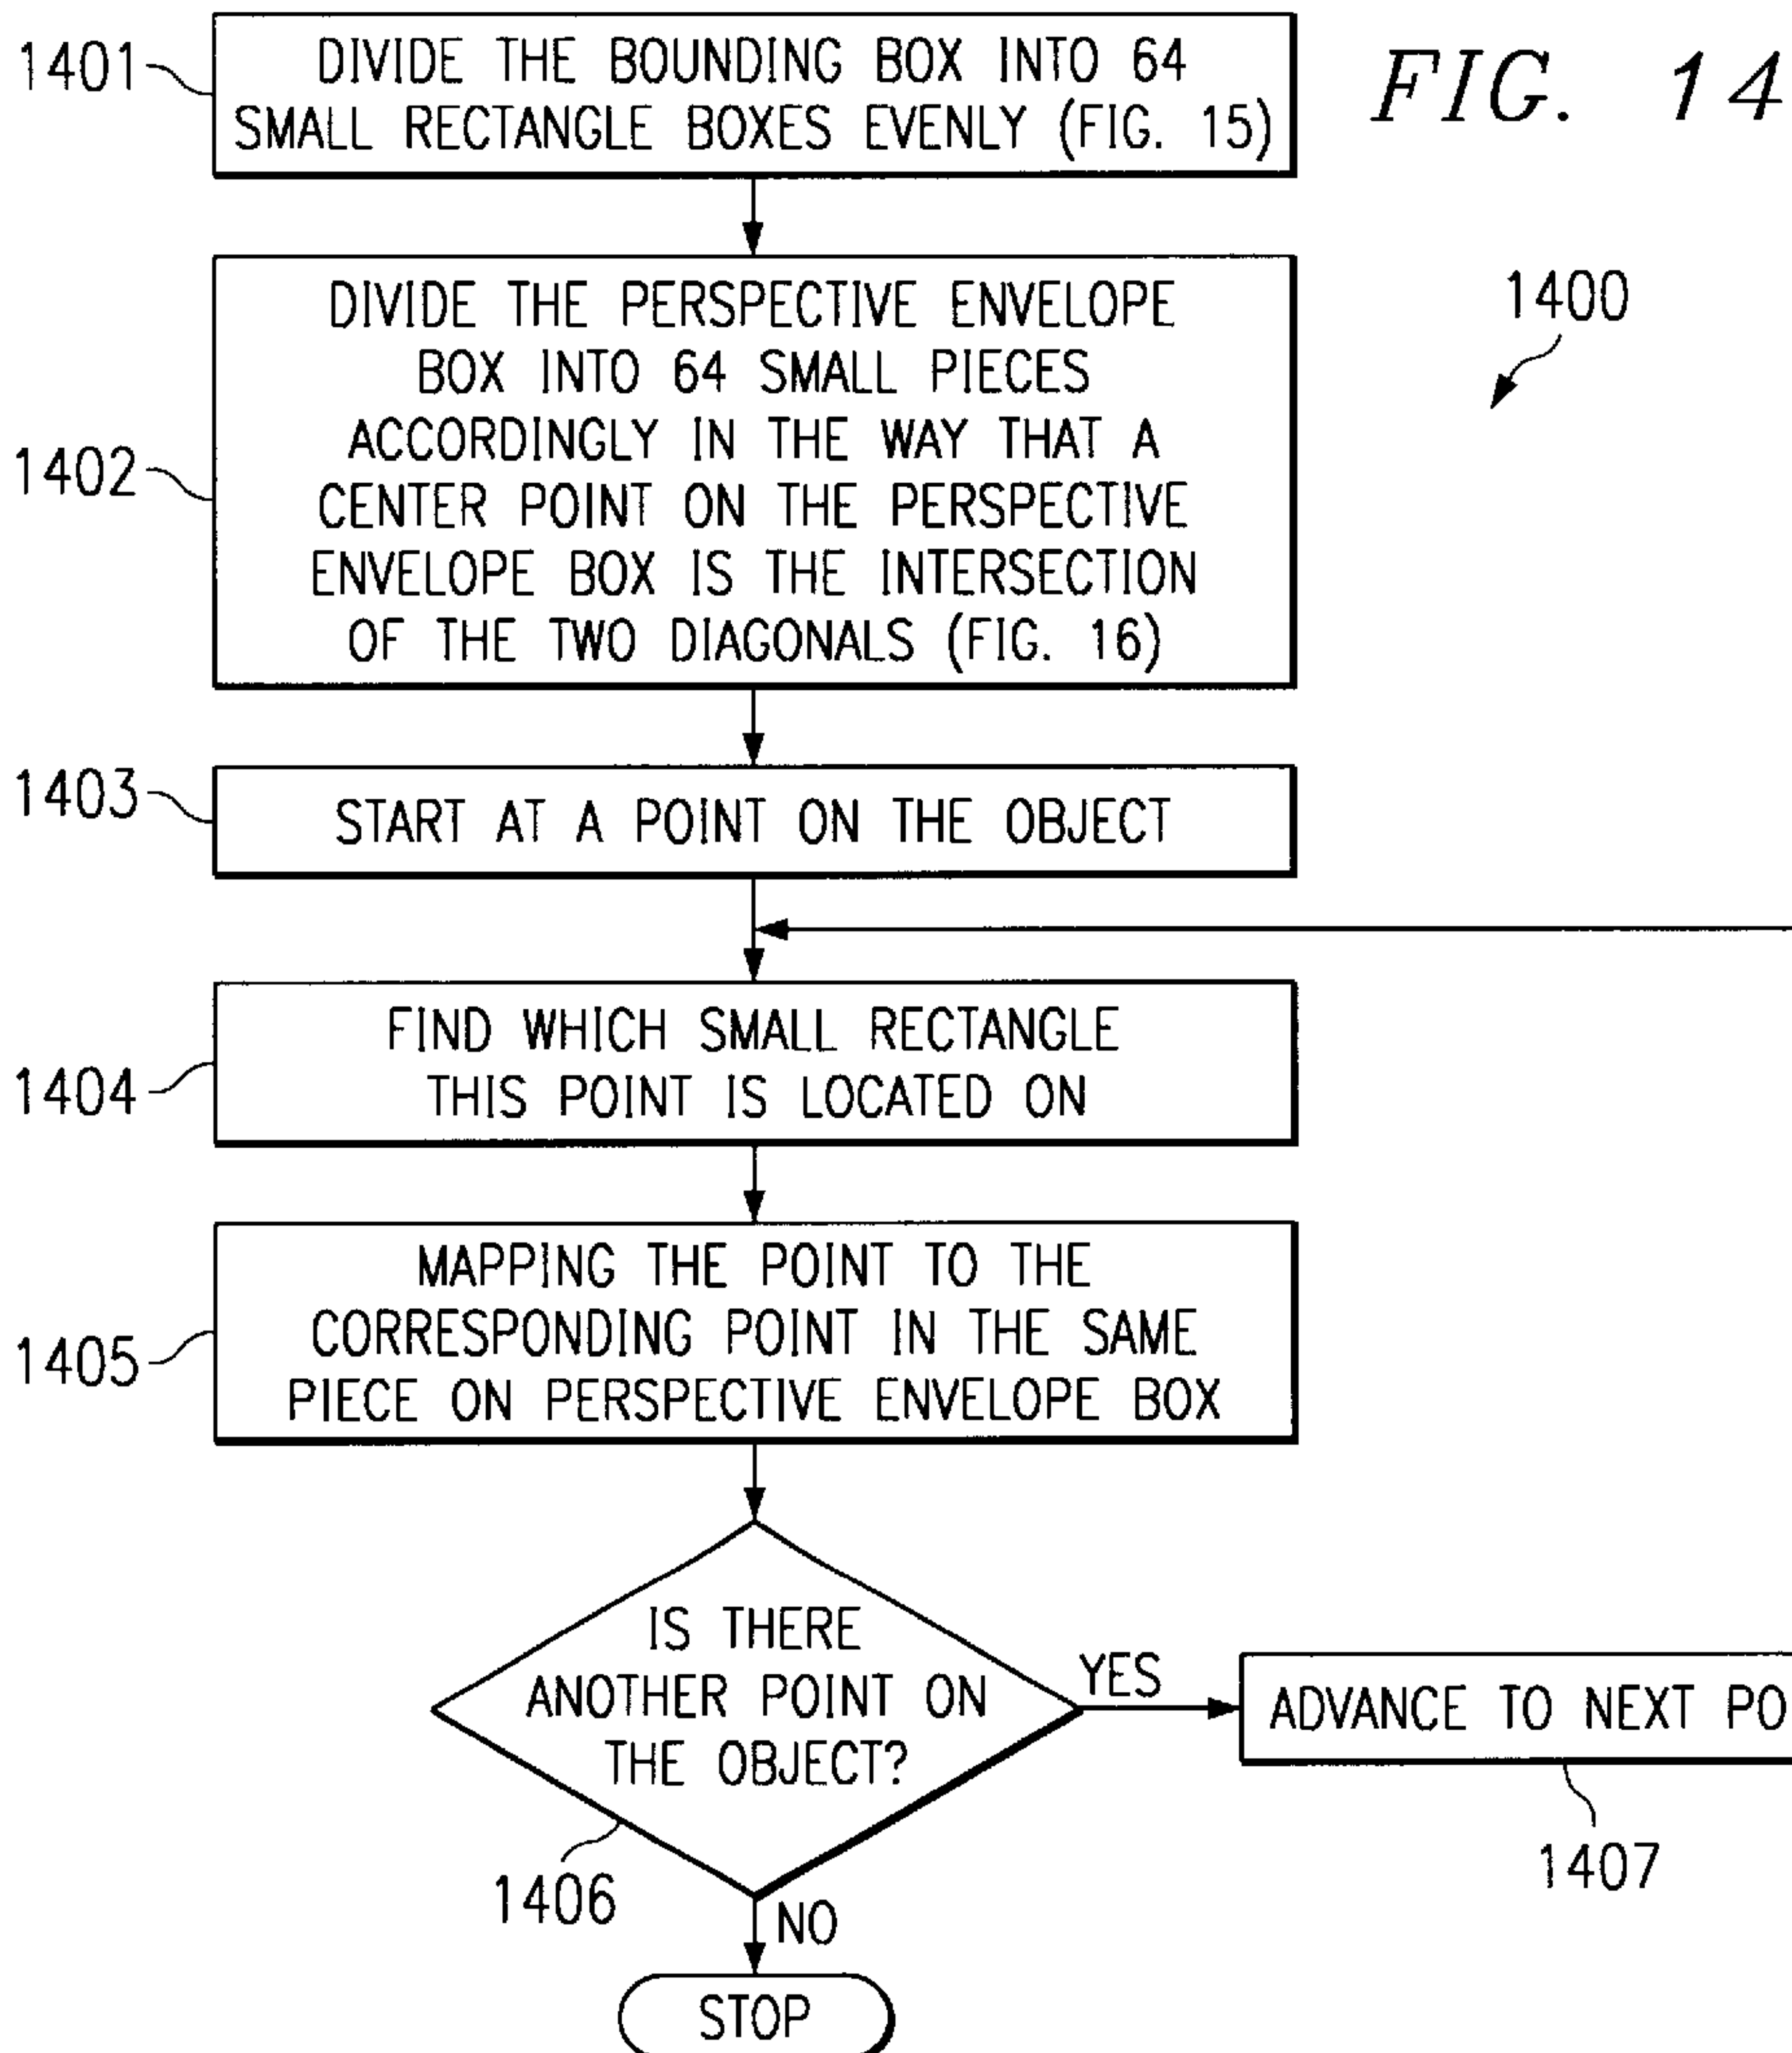 FIG. 14
1401
DIVIDE THE BOUNDING BOX INTO 64
SMALL RECTANGLE BOXES EVENLY (FIG. 15)
1400
1402
DIVIDE THE PERSPECTIVE ENVELOPE
BOX INTO 64 SMALL PIECES
ACCORDINGLY IN THE WAY THAT A
CENTER POINT ON THE PERSPECTIVE
ENVELOPE BOX IS THE INTERSECTION
OF THE TWO DIAGONALS (FIG. 16)
1403
START AT A POINT ON THE OBJECT
1404
FIND WHICH SMALL RECTANGLE
THIS POINT IS LOCATED ON
1405
MAPPING THE POINT TO THE
CORRESPONDING POINT IN THE SAME
PIECE ON PERSPECTIVE ENVELOPE BOX
IS THERE
ANOTHER POINT ON
THE OBJECT?
1406
YES
ADVANCE TO NEXT PO
1407
NO
STOP